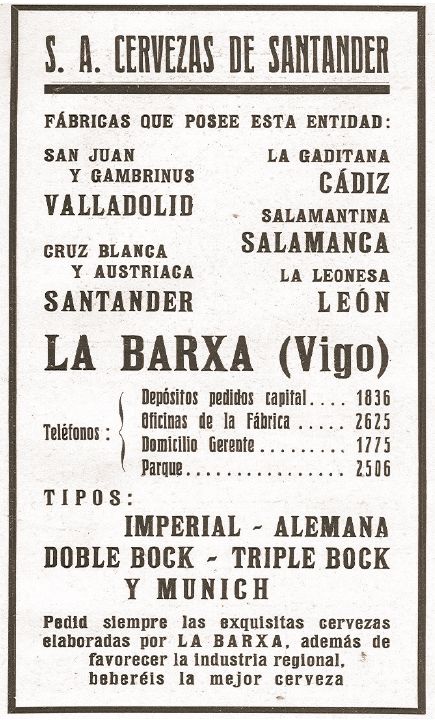 S. A. CERVEZAS DE SANTANDER
FÁBRICAS QUE POSEE ESTA ENTIDAD:
SAN JUAN
Y GAMBRINUS
VALLADOLID
CRUZ BLANCA
Y AUSTRIACA
SANTANDER
LA GADITANA
CÁDIZ
SALAMANTINA
SALAMANCA
LA LEONESA
LEÓN
LA BARXA (Vigo)
Teléfonos:
Depósitos pedidos capital.... 1836
Oficinas de la Fábrica ..... 2625
Domicilio Gerente......... 1775
Parque................ 2506
TIPOS:
IMPERIAL - ALEMANA
DOBLE BOCK - TRIPLE BOCK
Y MUNICH
Pedid siempre las exquisitas cervezas
elaboradas por LA BARXA, además de
favorecer la industria regional,
beberéis la mejor cerveza